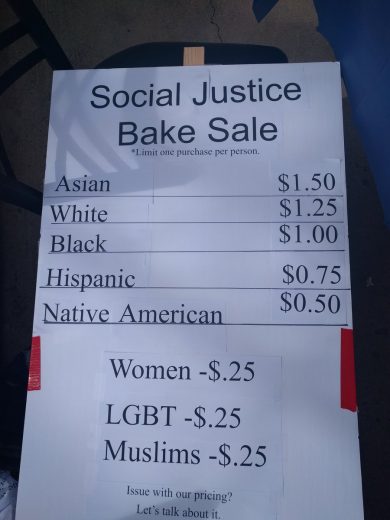 Social Justice
Bake Sale
*Limit one purchase per person.
Asian $1.50
White $1.25
Black $1.00
Hispanic $0.75
Native American $0.50
Women -$.25
LGBT -$.25
Muslims -$.25
Issue with our pricing?
Let's talk about it.